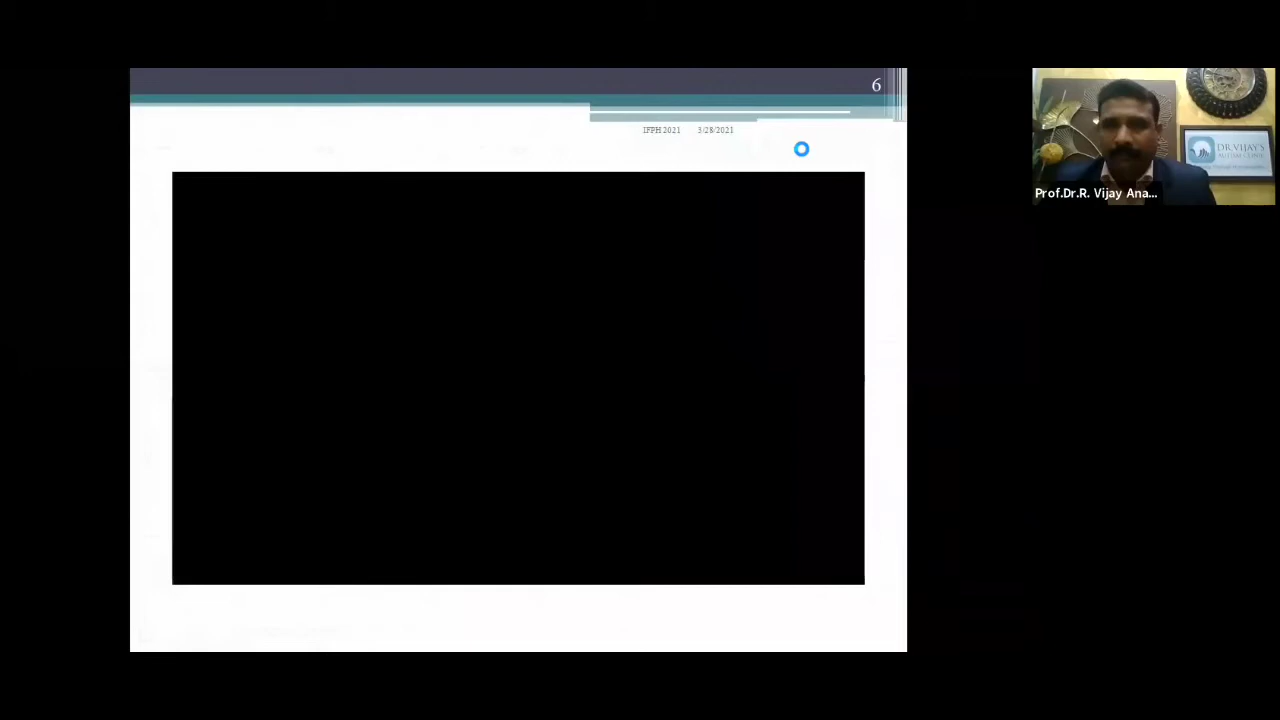 6
IFPH 2021 3/28/2021
DR.VIJAY'S
AUTISM CLINIC
Prof.Dr.R. Vijay Ana...